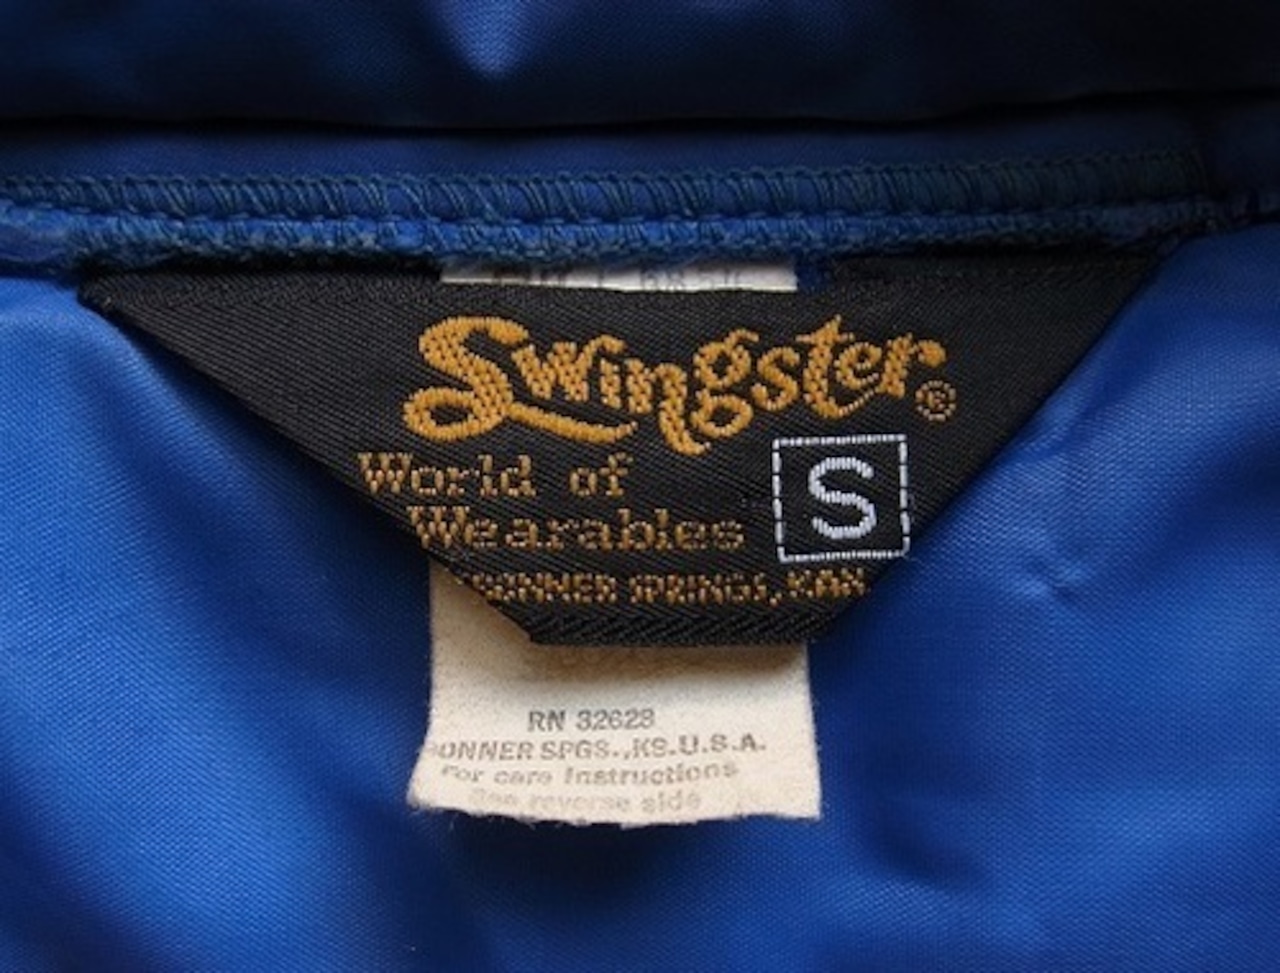 Swingster®
World of
Wearables
S
BONNER SPRINGS, KAN
RN 32628
BONNER SPGS.,KS.U.S.A.
For care instructions
See reverse side